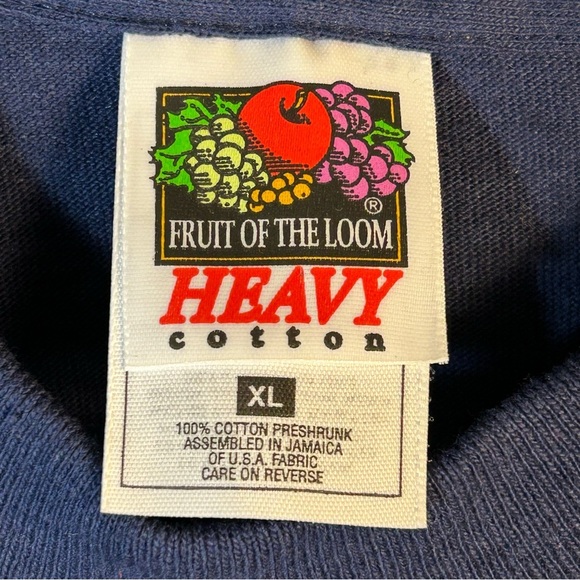 ®
FRUIT OF THE LOOM
HEAVY
cotton
XL
100% COTTON PRESHRUNK
ASSEMBLED IN JAMAICA
OF U.S.A. FABRIC
CARE ON REVERSE